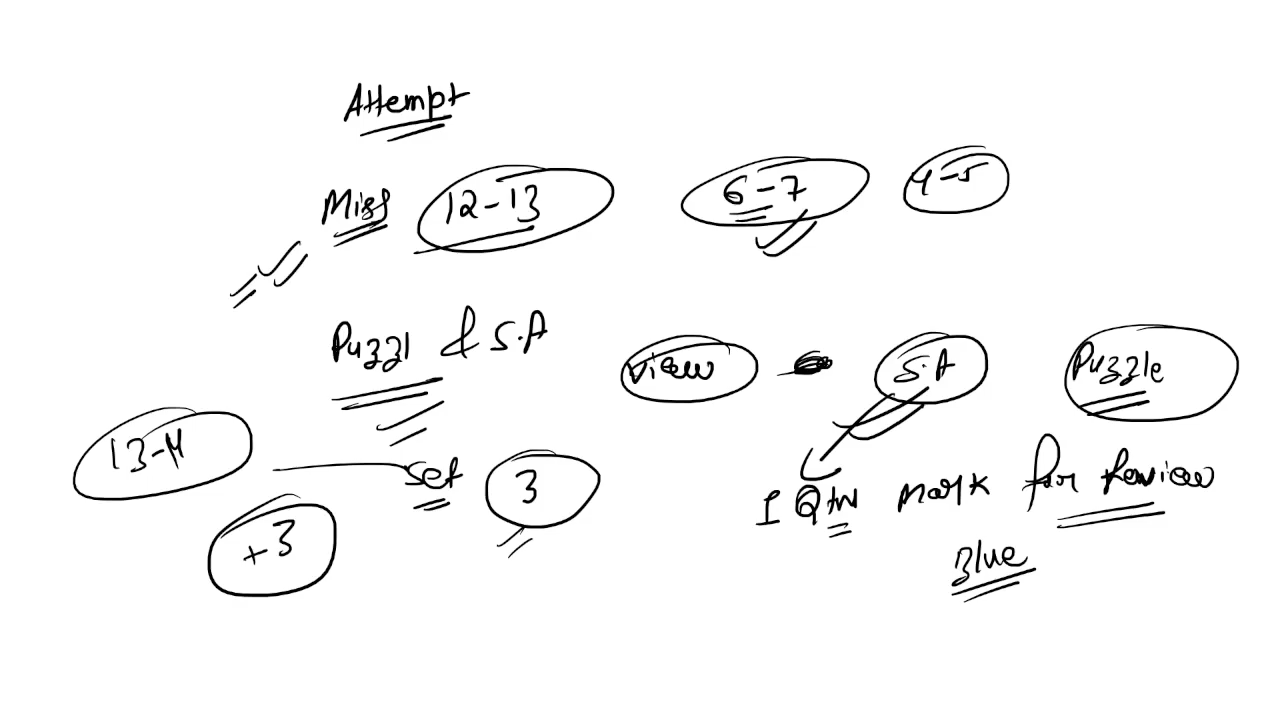 Attempt
Miss 12-13 6-7 4-5
Puzzl & S.A
view S.A Puzzle
13-14
Set 3
1 Qtn mark for Review
+3
Blue